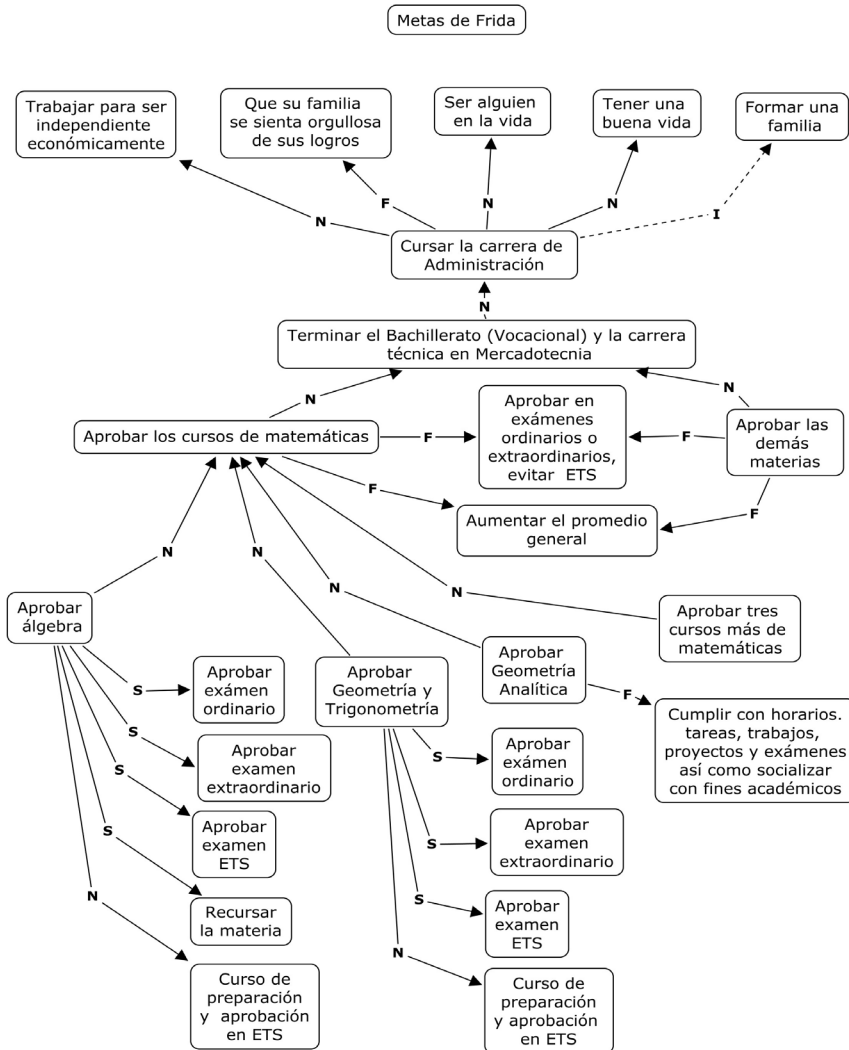 Metas de Frida
Trabajar para ser
independiente
económicamente
Que su familia
se sienta orgullosa
de sus logros
Ser alguien
en la vida
Tener una
buena vida
Formar una
familia
N
F
N
N
I
Cursar la carrera de
Administración
N
Terminar el Bachillerato (Vocacional) y la carrera
técnica en Mercadotecnia
N
N
Aprobar los cursos de matemáticas
F
Aprobar en
exámenes
ordinarios o
extraordinarios,
evitar ETS
F
Aprobar las
demás
materias
F
Aumentar el promedio
general
F
N
N
N
N
Aprobar
álgebra
Aprobar
Geometría y
Trigonometría
Aprobar
Geometría
Analítica
Aprobar tres
cursos más de
matemáticas
F
Cumplir con horarios.
tareas, trabajos,
proyectos y exámenes
así como socializar
con fines académicos
S
Aprobar
exámen
ordinario
S
Aprobar
examen
extraordinario
S
Aprobar
examen
ETS
S
Recursar
la materia
N
Curso de
preparación
y aprobación
en ETS
S
Aprobar
exámen
ordinario
S
Aprobar
examen
extraordinario
S
Aprobar
examen
ETS
N
Curso de
preparación
y aprobación
en ETS